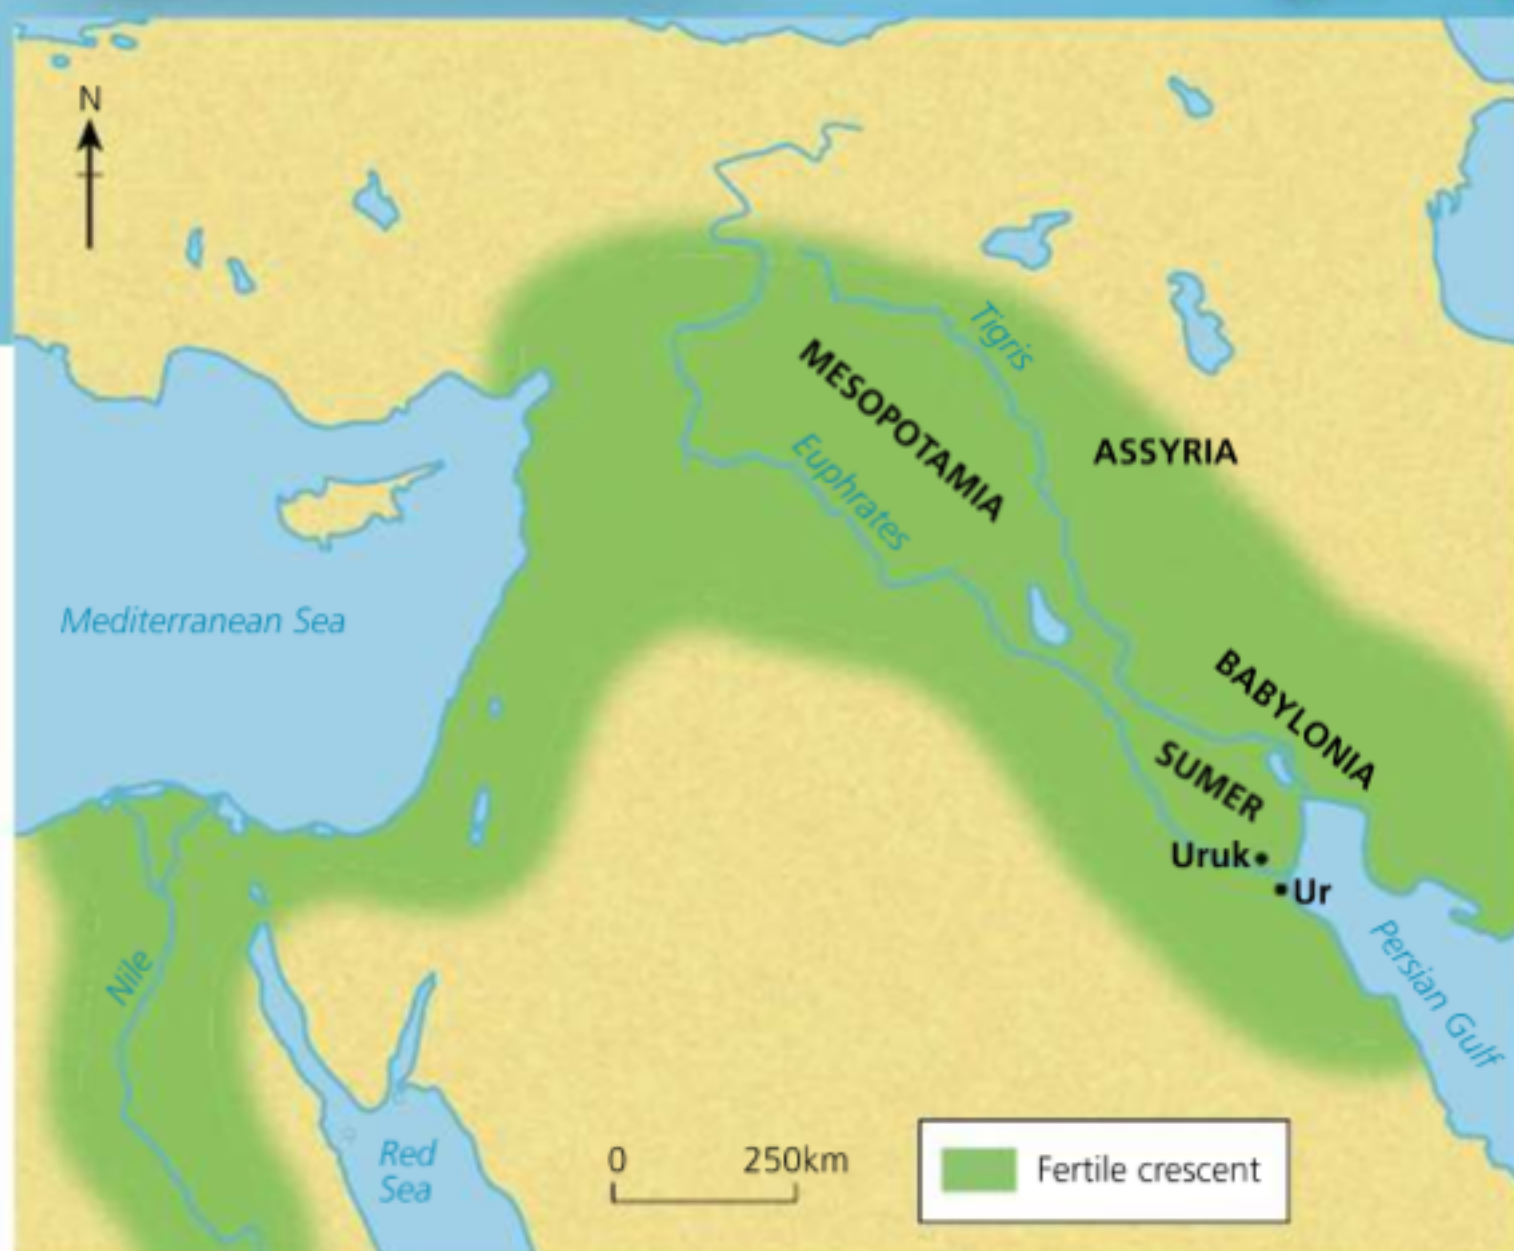 N
Tigris
MESOPOTAMIA
ASSYRIA
Euphrates
Mediterranean Sea
BABYLONIA
SUMER
Uruk
Ur
Nile
Persian Gulf
Red
Sea
0 250km
Fertile crescent